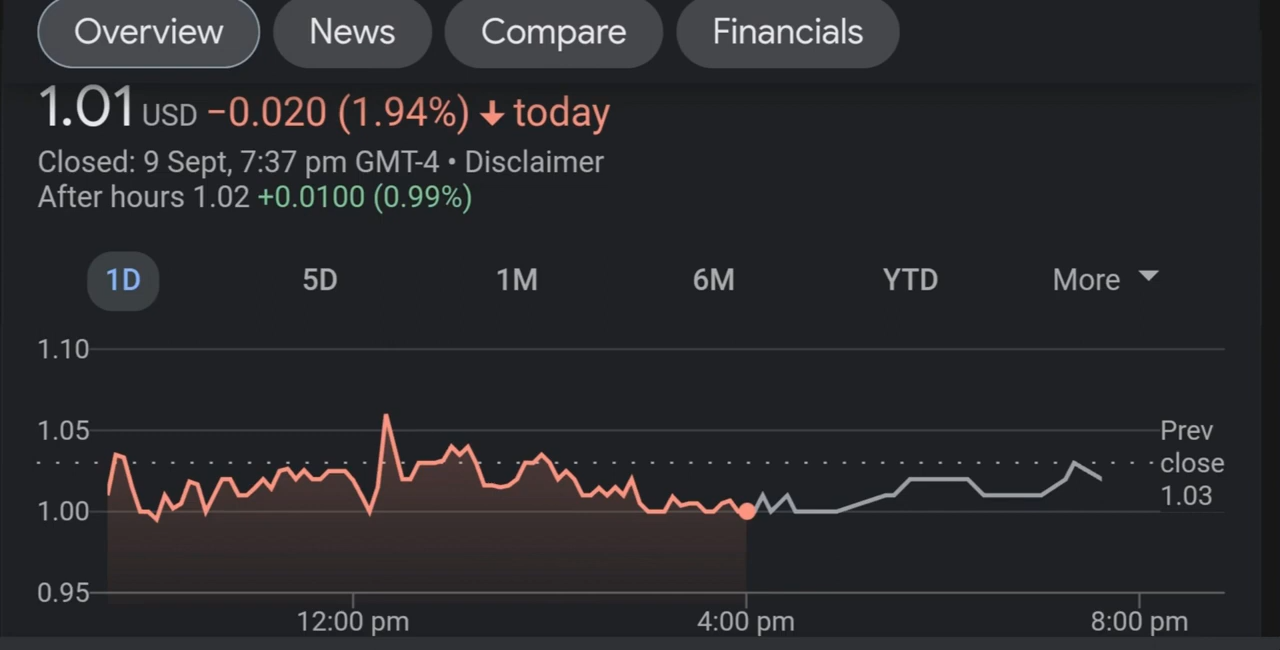 Overview News Compare Financials
1.01 USD −0.020 (1.94%) ↓ today
Closed: 9 Sept, 7:37 pm GMT-4 • Disclaimer
After hours 1.02 +0.0100 (0.99%)
1D 5D 1M 6M YTD More
1.10
1.05
1.00
0.95
Prev
close
1.03
12:00 pm 4:00 pm 8:00 pm